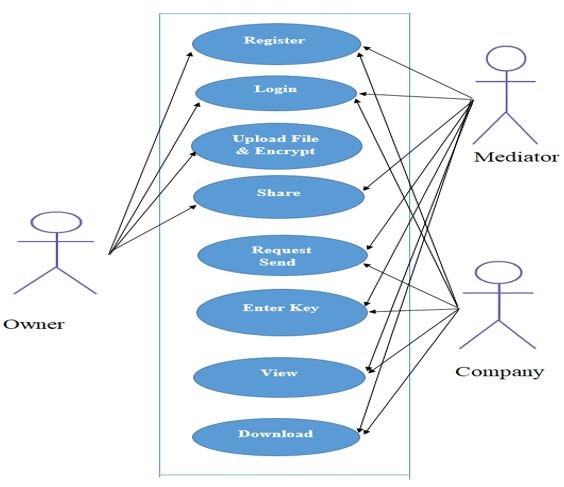 Register
Login
Upload File
& Encrypt
Share
Request
Send
Enter Key
View
Download
Owner
Mediator
Company